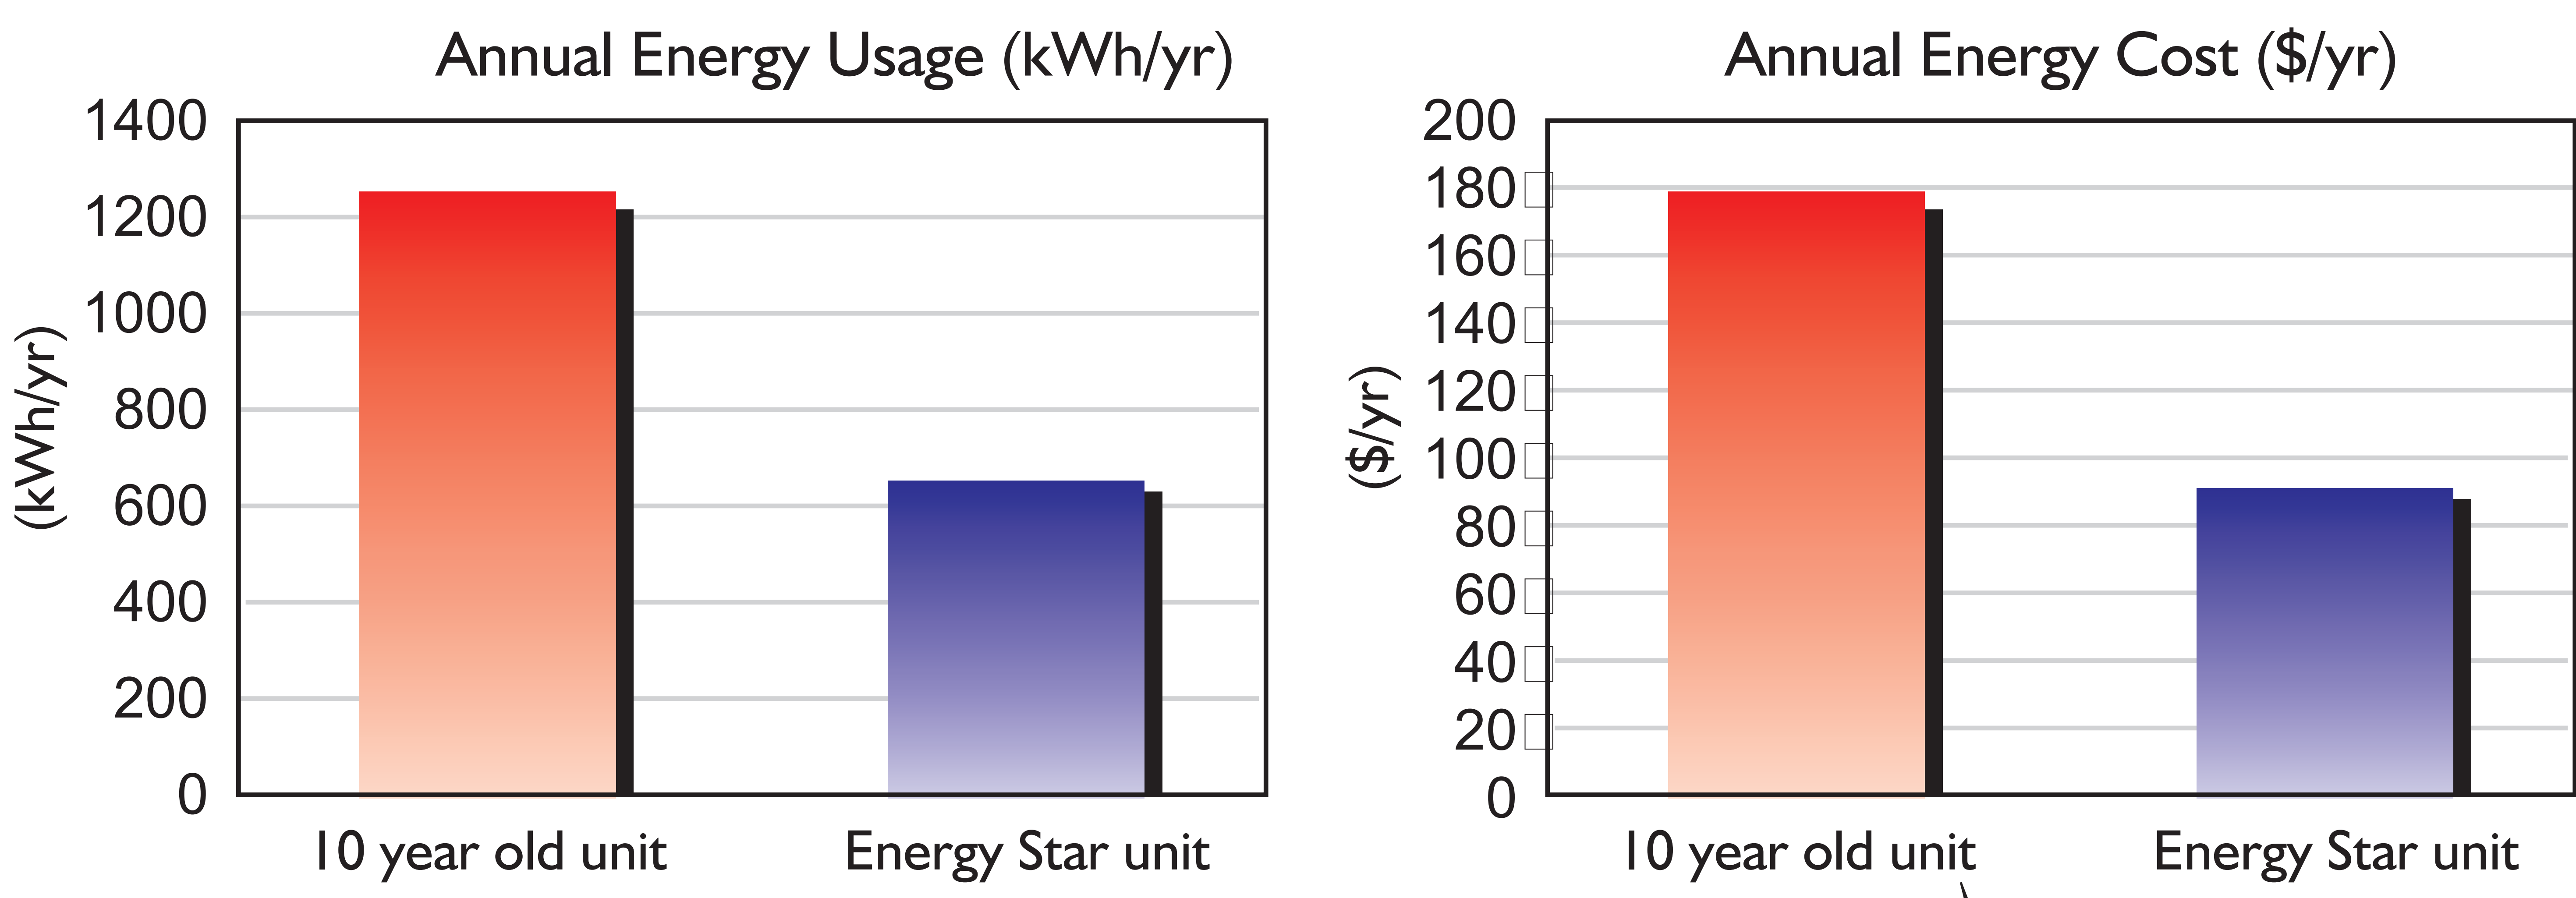 Annual Energy Usage (kWh/yr)
1400
1200
1000
800
600
400
200
0
(kWh/yr)
10 year old unit
Energy Star unit
Annual Energy Cost ($/yr)
200
180
160
140
120
100
80
60
40
20
0
($/yr)
10 year old unit
Energy Star unit